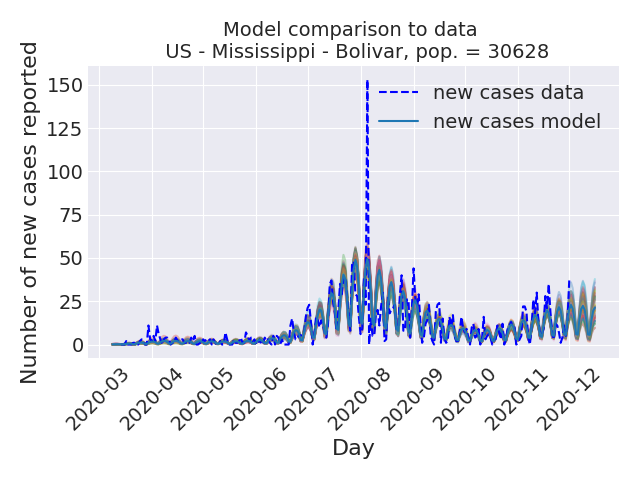 Model comparison to data
US - Mississippi - Bolivar, pop. = 30628
Number of new cases reported
150
125
100
75
50
25
0
new cases data
new cases model
2020-03
2020-04
2020-05
2020-06
2020-07
2020-08
2020-09
2020-10
2020-11
2020-12
Day